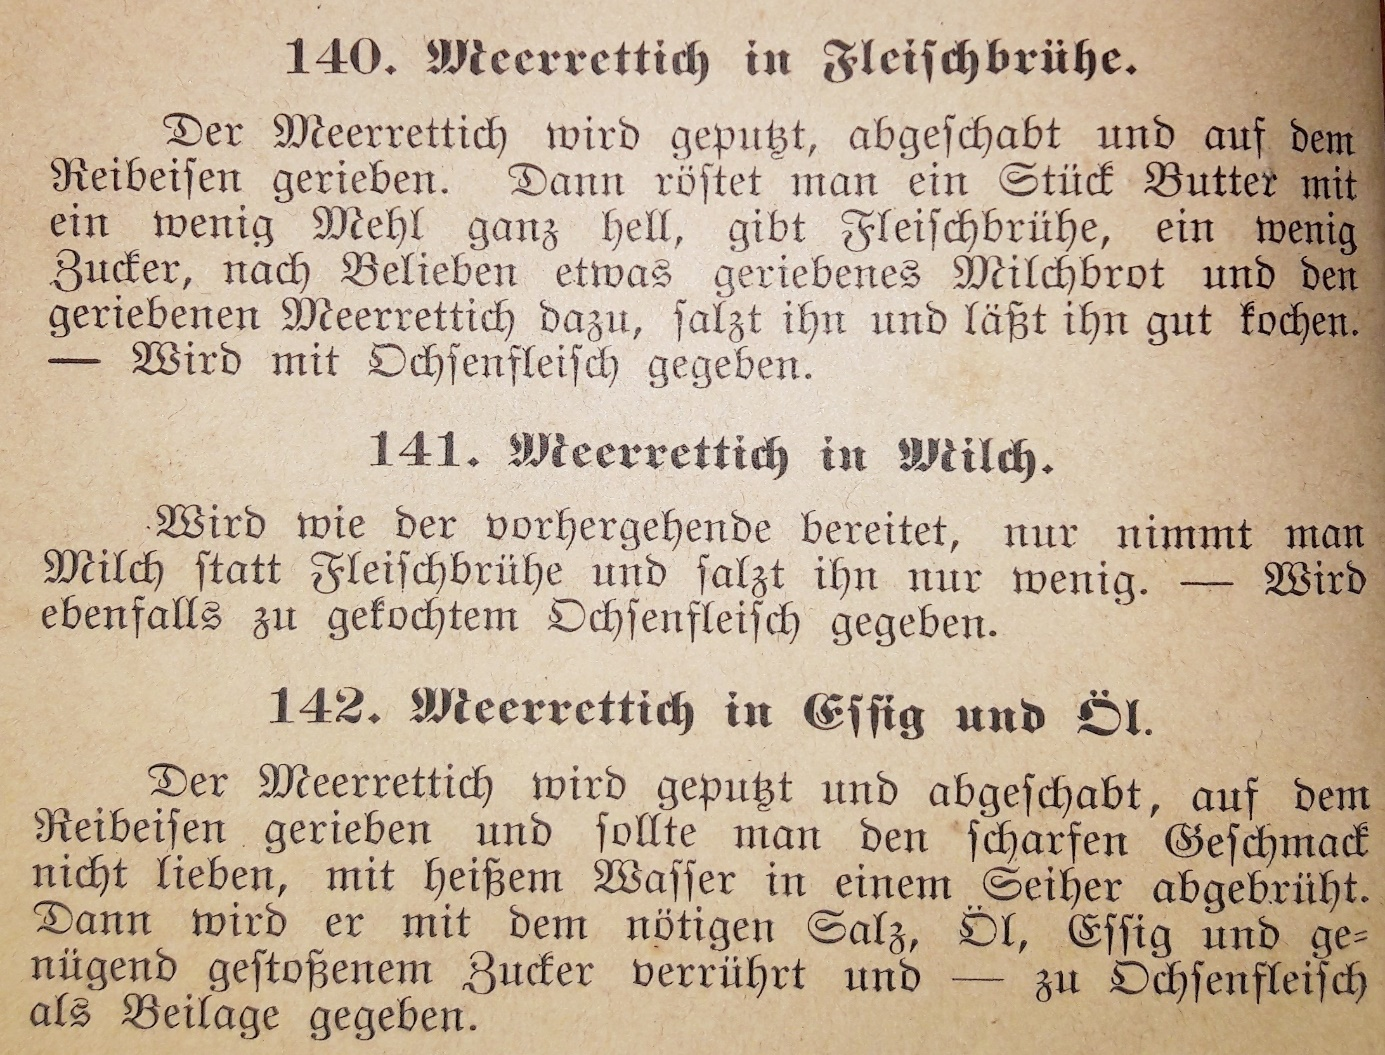 140. Meerrettich in Fleischbrühe.
Der Meerrettich wird geputzt, abgeschabt und auf dem
Reibeisen gerieben. Dann röstet man ein Stück Butter mit
ein wenig Mehl ganz hell, gibt Fleischbrühe, ein wenig
Zucker, nach Belieben etwas geriebenes Milchbrot und den
geriebenen Meerrettich dazu, salzt ihn und läßt ihn gut kochen.
— Wird mit Ochsenfleisch gegeben.
141. Meerrettich in Milch.
Wird wie der vorhergehende bereitet, nur nimmt man
Milch statt Fleischbrühe und salzt ihn nur wenig. — Wird
ebenfalls zu gekochtem Ochsenfleisch gegeben.
142. Meerrettich in Essig und Öl.
Der Meerrettich wird geputzt und abgeschabt, auf dem
Reibeisen gerieben und sollte man den scharfen Geschmack
nicht lieben, mit heißem Wasser in einem Seiher abgebrüht.
Dann wird er mit dem nötigen Salz, Öl, Essig und ge-
nügend gestoßenem Zucker verrührt und — zu Ochsenfleisch
als Beilage gegeben.